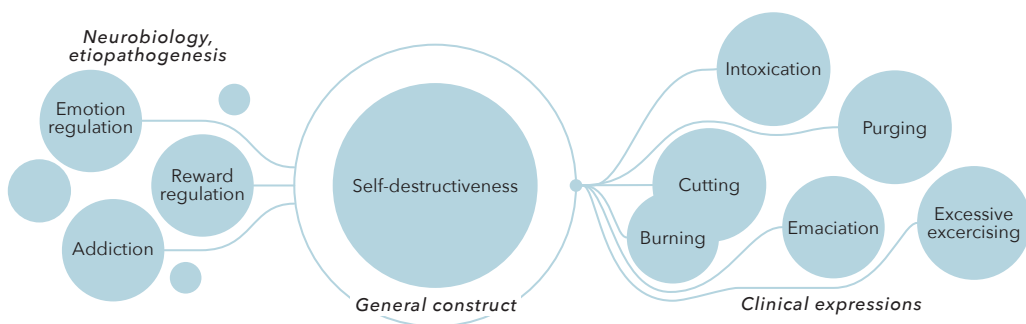 Neurobiology,
etiopathogenesis
Emotion
regulation
Reward
regulation
Addiction
Self-destructiveness
General construct
Intoxication
Purging
Cutting
Burning
Emaciation
Excessive
excercising
Clinical expressions